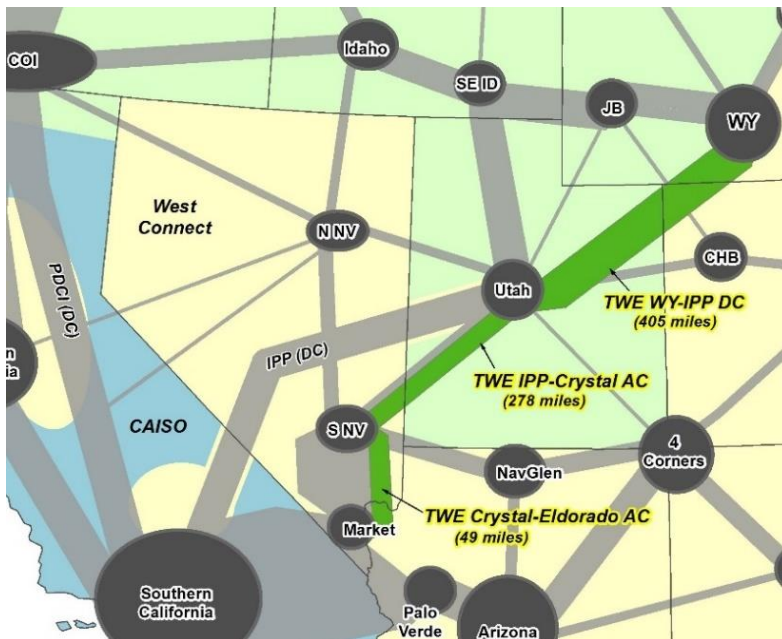 COI
Idaho
SE ID
JB
WY
West
Connect
N NV
CHB
Utah
TWE WY-IPP DC
(405 miles)
PDCI (DC)
IPP (DC)
TWE IPP-Crystal AC
(278 miles)
n
ia
CAISO
S NV
4
Corners
NavGlen
TWE Crystal-Eldorado AC
(49 miles)
Market
Southern
California
Palo
Verde
Arizona